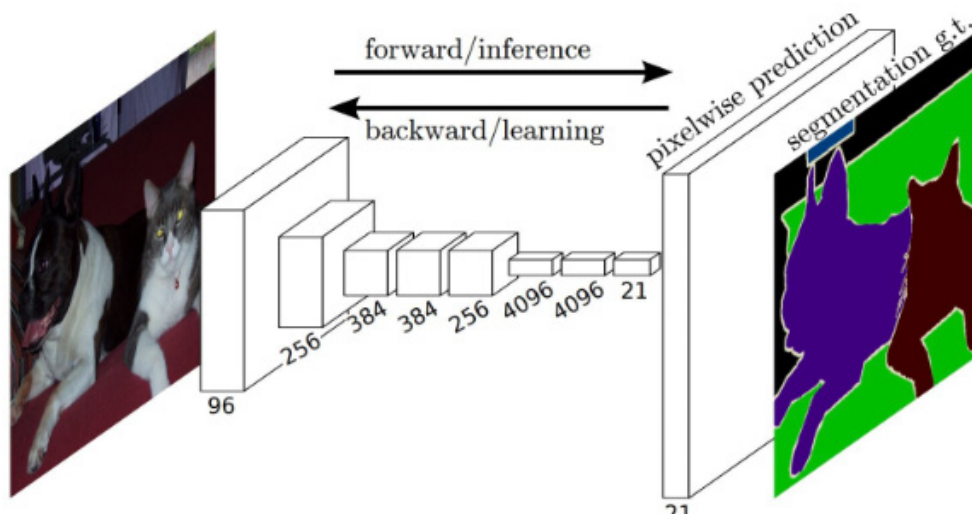 forward/inference
backward/learning
pixelwise prediction
segmentation g.t.
96
256
384
384
256
4096
4096
21
21